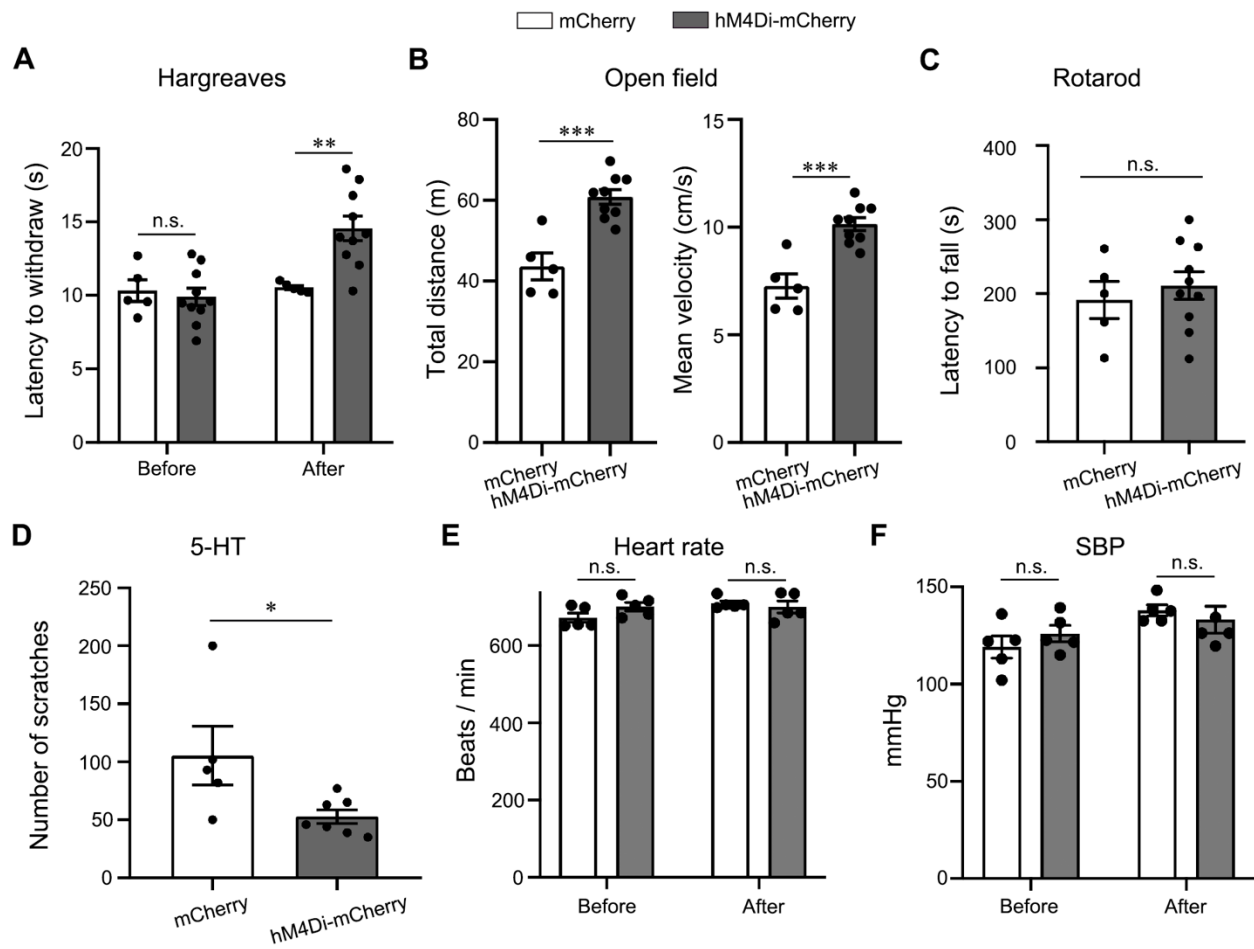 mCherry hM4Di-mCherry
A Hargreaves
Latency to withdraw (s)
20
15
10
5
0
n.s.
**
Before After
B Open field
Total distance (m)
80
60
40
20
0
***
mCherry
hM4Di-mCherry
Mean velocity (cm/s)
15
10
5
0
***
mCherry
hM4Di-mCherry
C Rotarod
Latency to fall (s)
400
300
200
100
0
n.s.
mCherry
hM4Di-mCherry
D 5-HT
Number of scratches
250
200
150
100
50
0
*
mCherry
hM4Di-mCherry
E Heart rate
Beats / min
600
400
200
0
n.s.
n.s.
Before After
F SBP
mmHg
150
100
50
0
n.s.
n.s.
Before After